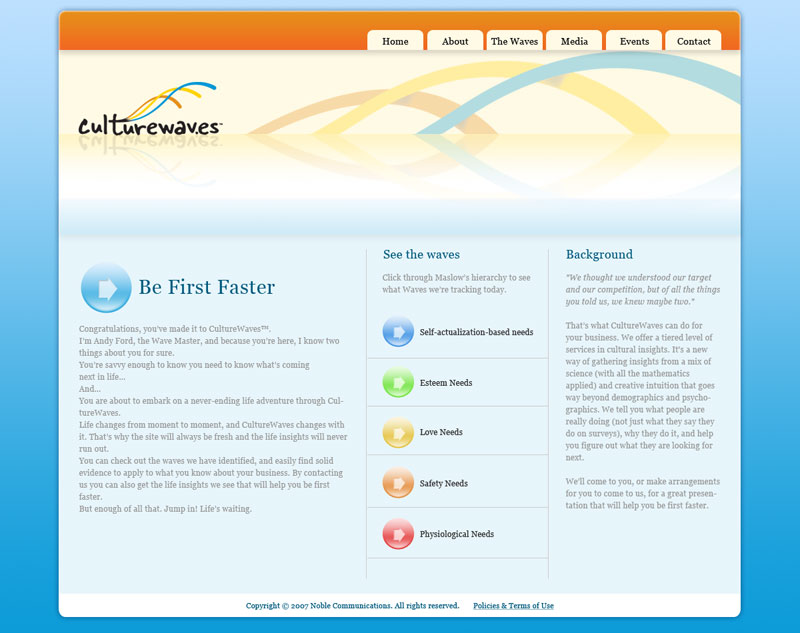 Home
About
The Waves
Media
Events
Contact
culturewav.es™
Be First Faster
Congratulations, you've made it to CultureWaves™.
I'm Andy Ford, the Wave Master, and because you're here, I know two
things about you for sure.
You're savvy enough to know you need to know what's coming
next in life...
And...
You are about to embark on a never-ending life adventure through Cul-
tureWaves.
Life changes from moment to moment, and CultureWaves changes with
it. That's why the site will always be fresh and the life insights will never
run out.
You can check out the waves we have identified, and easily find solid
evidence to apply to what you know about your business. By contacting
us you can also get the life insights we see that will help you be first
faster.
But enough of all that. Jump in! Life's waiting.
See the waves
Click through Maslow's hierarchy to see
what Waves we're tracking today.
Self-actualization-based needs
Esteem Needs
Love Needs
Safety Needs
Physiological Needs
Background
"We thought we understood our target
and our competition, but of all the things
you told us, we knew maybe two."
That's what CultureWaves can do for
your business. We offer a tiered level of
services in cultural insights. It's a new
way of gathering insights from a mix of
science (with all the mathematics
applied) and creative intuition that goes
way beyond demographics and psycho-
graphics. We tell you what people are
really doing (not just what they say they
do on surveys), why they do it, and help
you figure out what they are looking for
next.
We'll come to you, or make arrangements
for you to come to us, for a great presen-
tation that will help you be first faster.
Copyright © 2007 Noble Communications. All rights reserved. Policies & Terms of Use